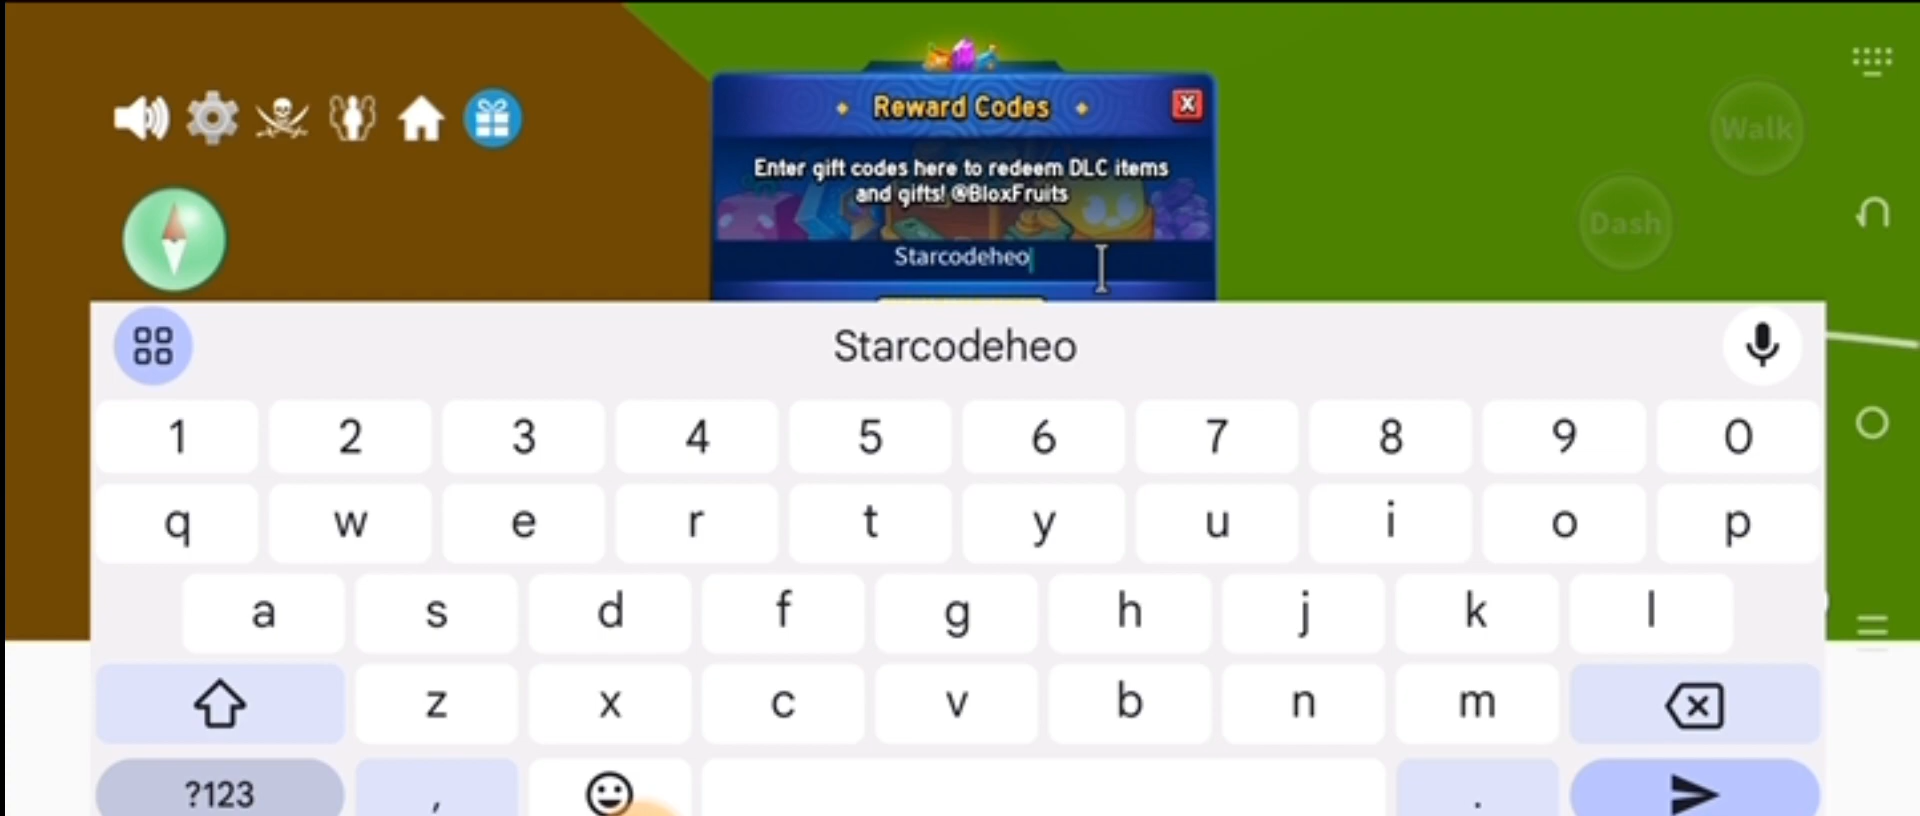 Reward Codes
X
Enter gift codes here to redeem DLC items
and gifts! @BloxFruits
Starcodeheo
Walk
Dash
Starcodeheo
1 2 3 4 5 6 7 8 9 0
q w e r t y u i o p
a s d f g h j k l
z x c v b n m
?123 , .